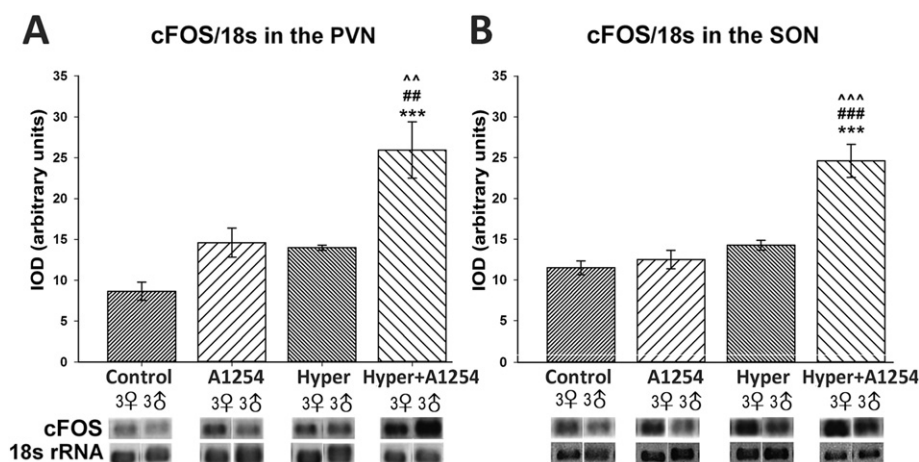 A cFOS/18s in the PVN
IOD (arbitrary units)
35
30
25
20
15
10
5
0
^^
##
***
Control A1254 Hyper Hyper+A1254
3♀ 3♂ 3♀ 3♂ 3♀ 3♂ 3♀ 3♂
cFOS
18s rRNA
B cFOS/18s in the SON
IOD (arbitrary units)
35
30
25
20
15
10
5
0
^^^
###
***
Control A1254 Hyper Hyper+A1254
3♀ 3♂ 3♀ 3♂ 3♀ 3♂ 3♀ 3♂